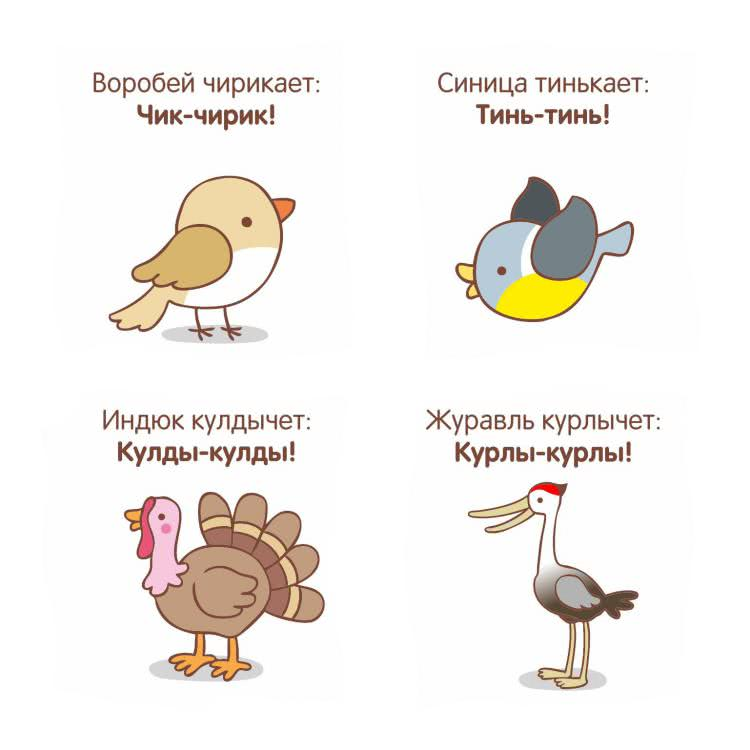 Воробей чирикает:
Чик-чирик!
Синица тинькает:
Тинь-тинь!
Индюк кулдычет:
Кулды-кулды!
Журавль курлычет:
Курлы-курлы!